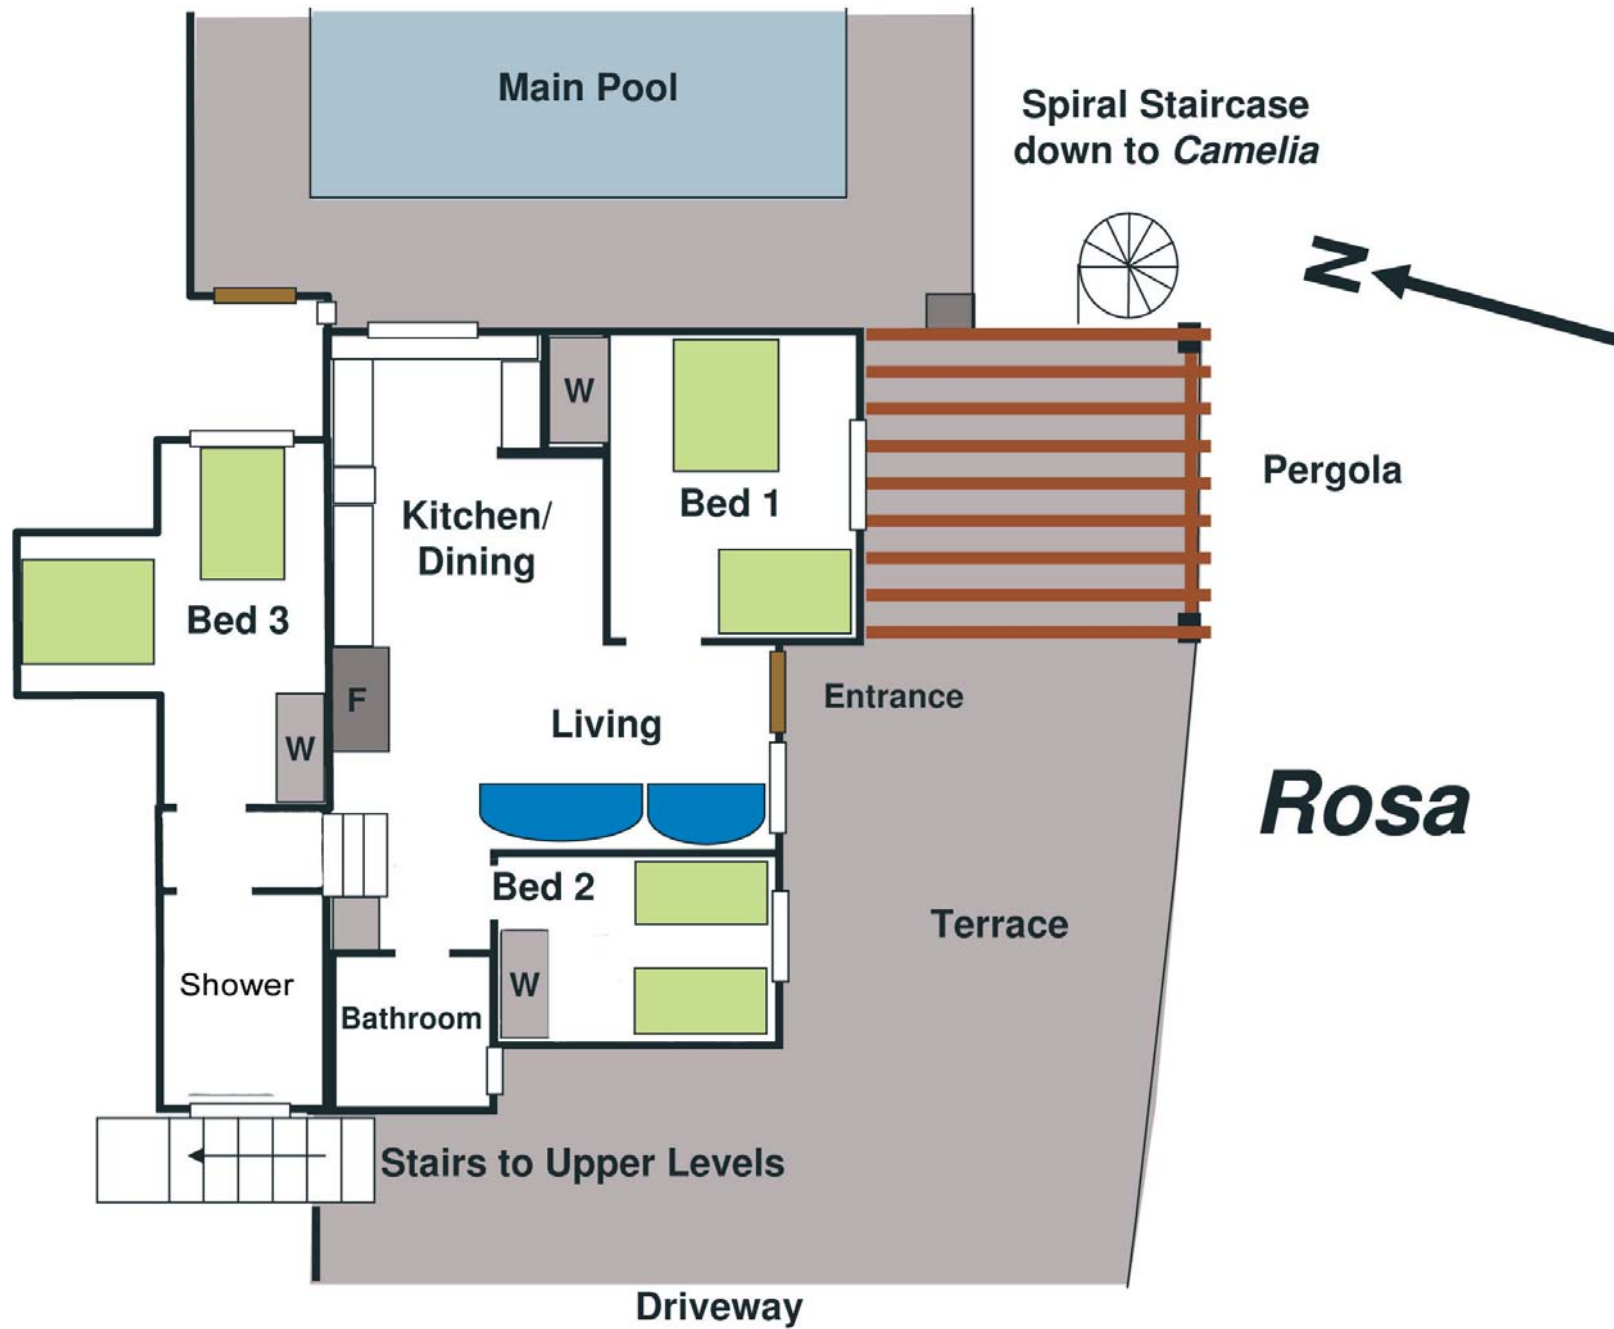 Main Pool
Spiral Staircase
down to Camelia
N
W
Kitchen/
Dining
Bed 1
Pergola
Bed 3
F
Entrance
Living
W
Rosa
Bed 2
Terrace
Shower
W
Bathroom
Stairs to Upper Levels
Driveway